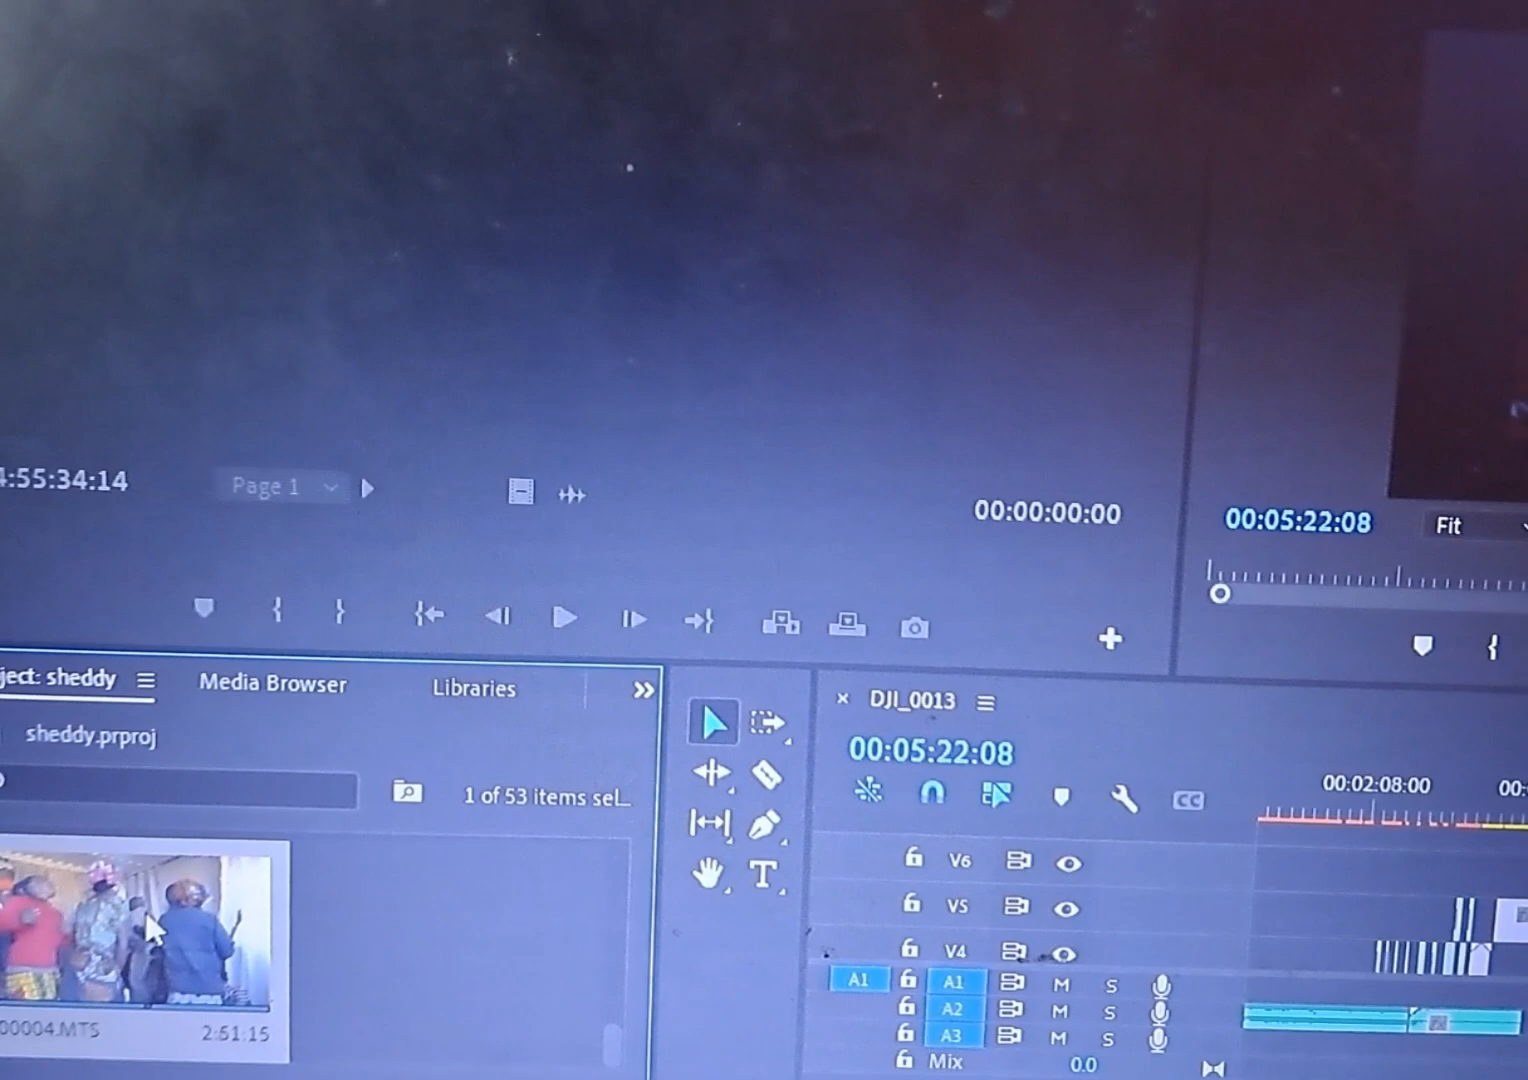 :55:34:14
Page 1
00:00:00:00
00:05:22:08
Fit
ject: sheddy
Media Browser
Libraries
sheddy.prproj
1 of 53 items sel...
00004.MTS
2:51:15
DJI_0013
00:05:22:08
CC
00:02:08:00
00:
V6
V5
V4
A1 A1 M S
A2 M S
A3 M S
Mix 0.0
T